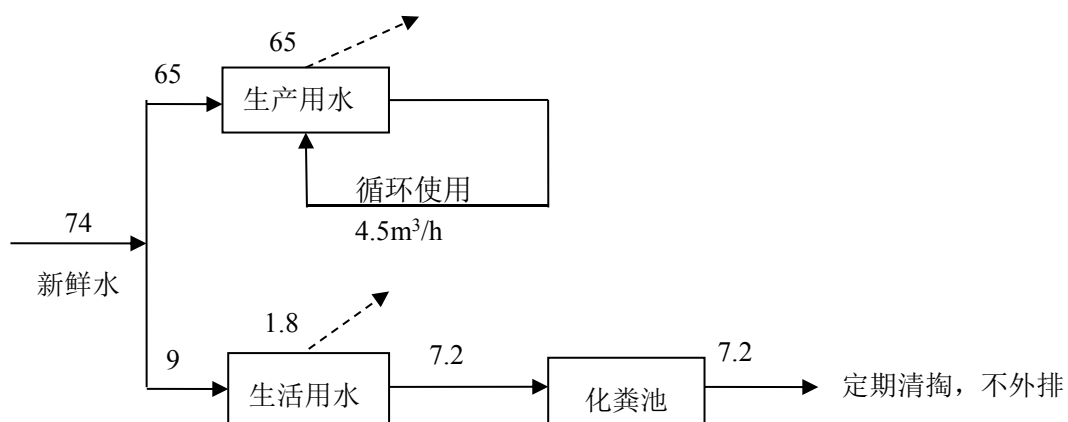 65
65
生产用水
循环使用
4.5m³/h
74
新鲜水
1.8
9
生活用水
7.2
化粪池
7.2
定期清掏，不外排